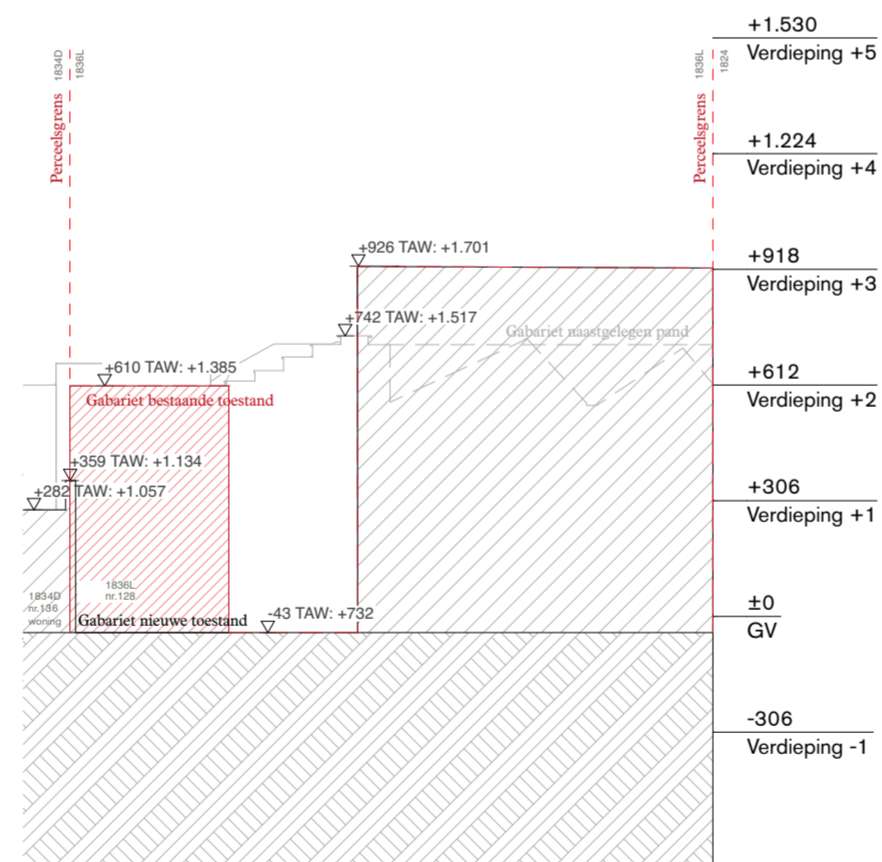 +1.530
Verdieping +5
1834D
1836L
Perceelsgrens
1836L
1824
Perceelsgrens
+1.224
Verdieping +4
+926 TAW: +1.701
+918
Verdieping +3
+742 TAW: +1.517
Gabariet naastgelegen pand
+610 TAW: +1.385
+612
Verdieping +2
Gabariet bestaande toestand
+359 TAW: +1.134
+282 TAW: +1.057
+306
Verdieping +1
1834D
nr.136
woning
1836L
nr.128
Gabariet nieuwe toestand
-43 TAW: +732
±0
GV
-306
Verdieping -1